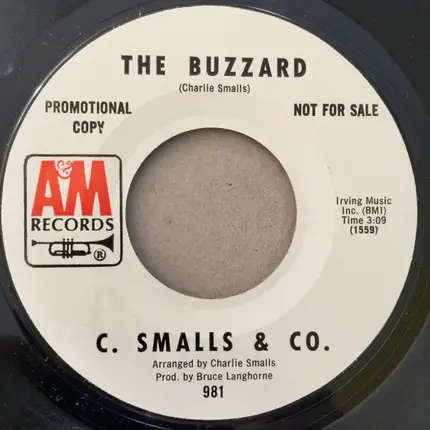 THE BUZZARD
(Charlie Smalls)
PROMOTIONAL
COPY
NOT FOR SALE
A&M
RECORDS
®
Irving Music
Inc. (BMI)
Time 3:09
(1559)
C. SMALLS & CO.
Arranged by Charlie Smalls
Prod. by Bruce Langhorne
981